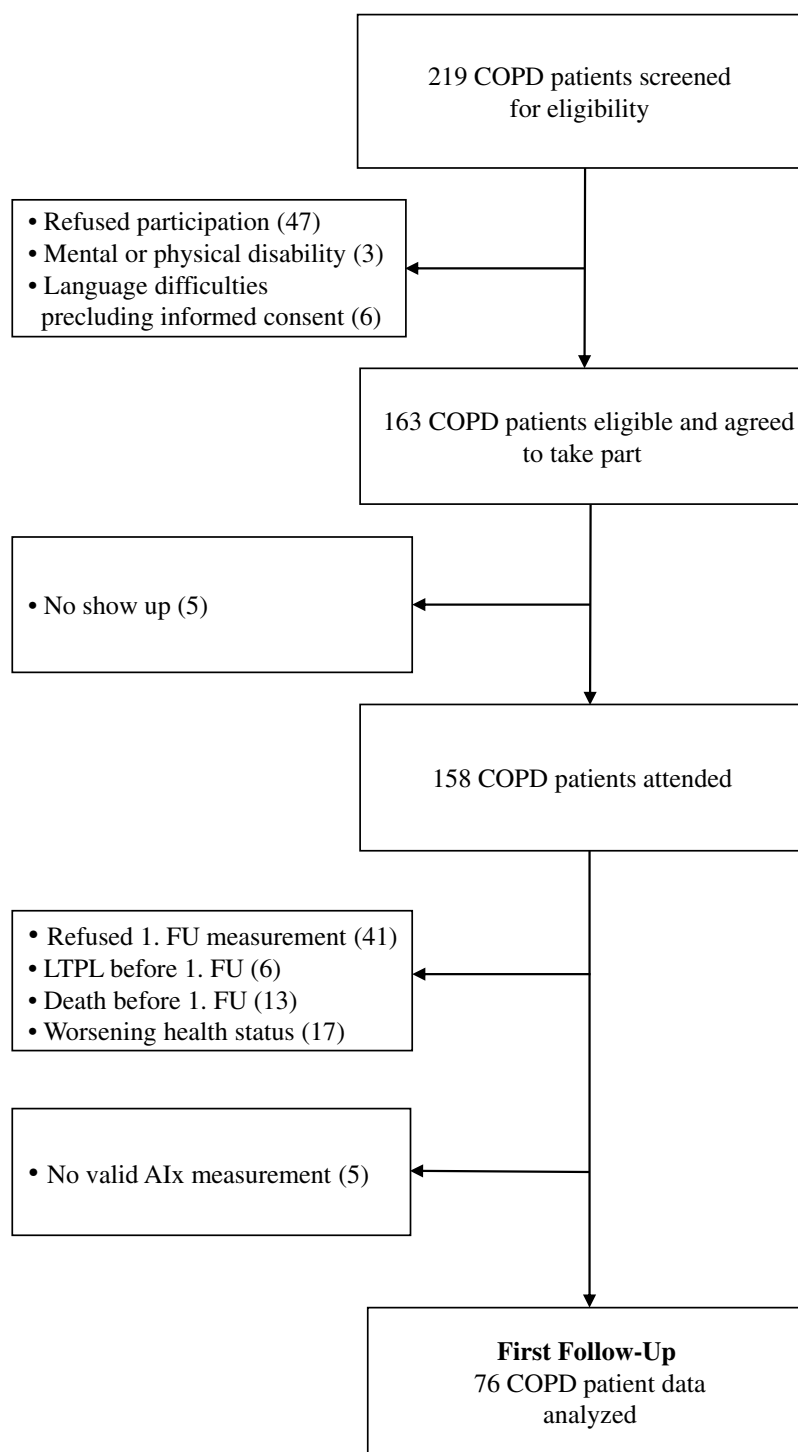 219 COPD patients screened
for eligibility
• Refused participation (47)
• Mental or physical disability (3)
• Language difficulties
precluding informed consent (6)
163 COPD patients eligible and agreed
to take part
• No show up (5)
158 COPD patients attended
• Refused 1. FU measurement (41)
• LTPL before 1. FU (6)
• Death before 1. FU (13)
• Worsening health status (17)
• No valid AIx measurement (5)
First Follow-Up
76 COPD patient data
analyzed